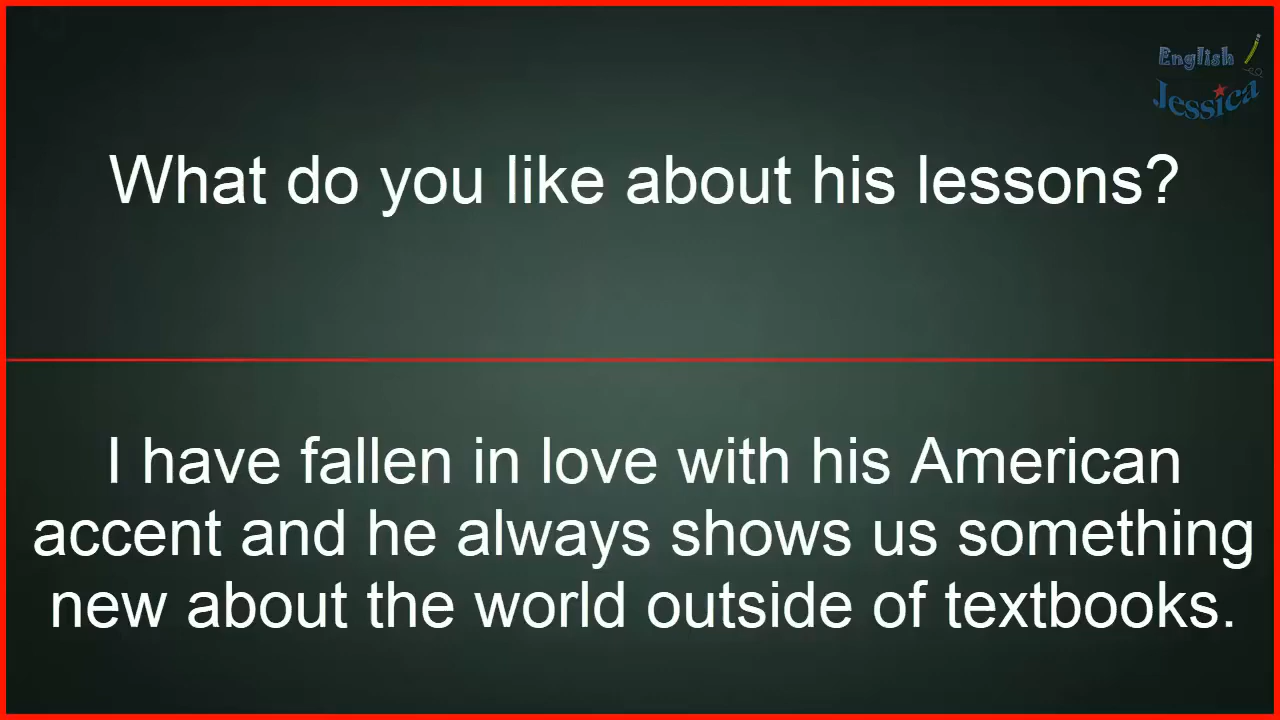 English
Jessica
What do you like about his lessons?
I have fallen in love with his American
accent and he always shows us something
new about the world outside of textbooks.